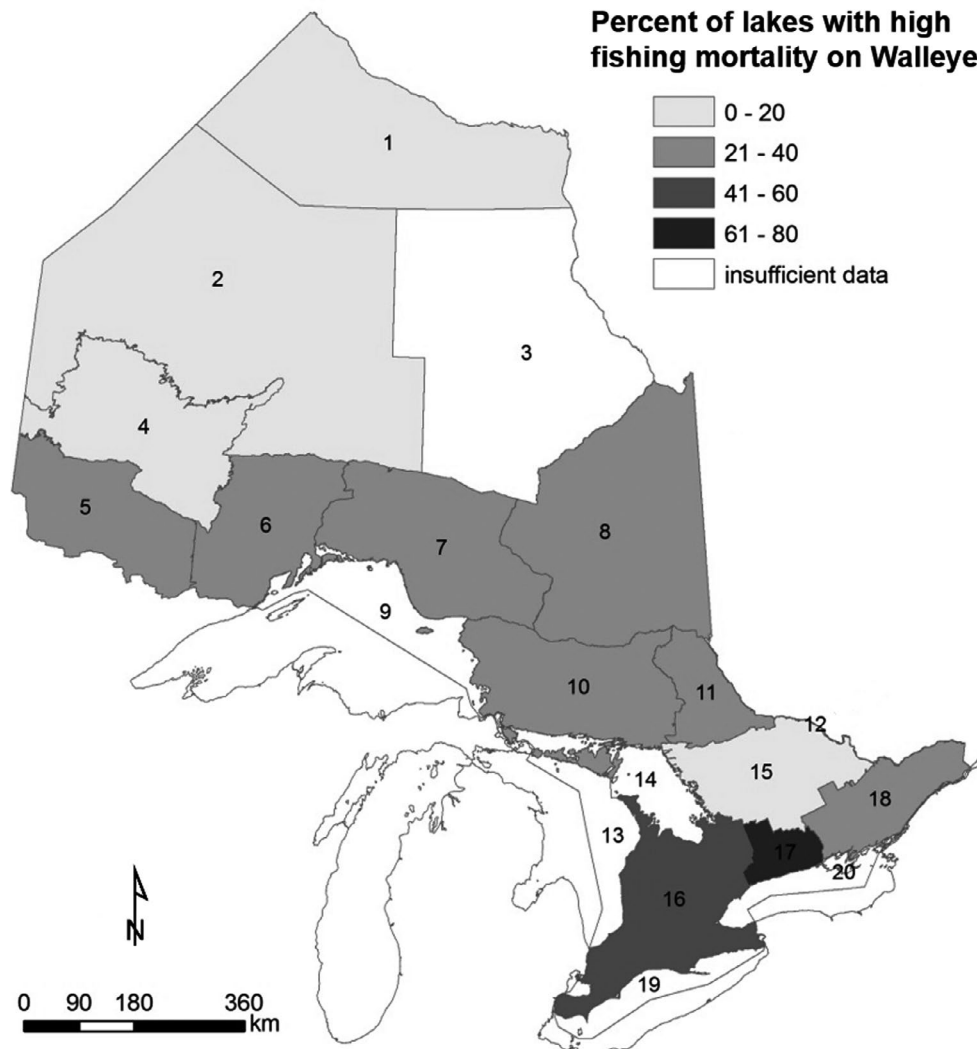 Percent of lakes with high
fishing mortality on Walleye
0 - 20
21 - 40
41 - 60
61 - 80
insufficient data
1
2
3
4
5
6
7
8
9
10
11
12
13
14
15
16
17
18
19
20
N
0 90 180 360
km